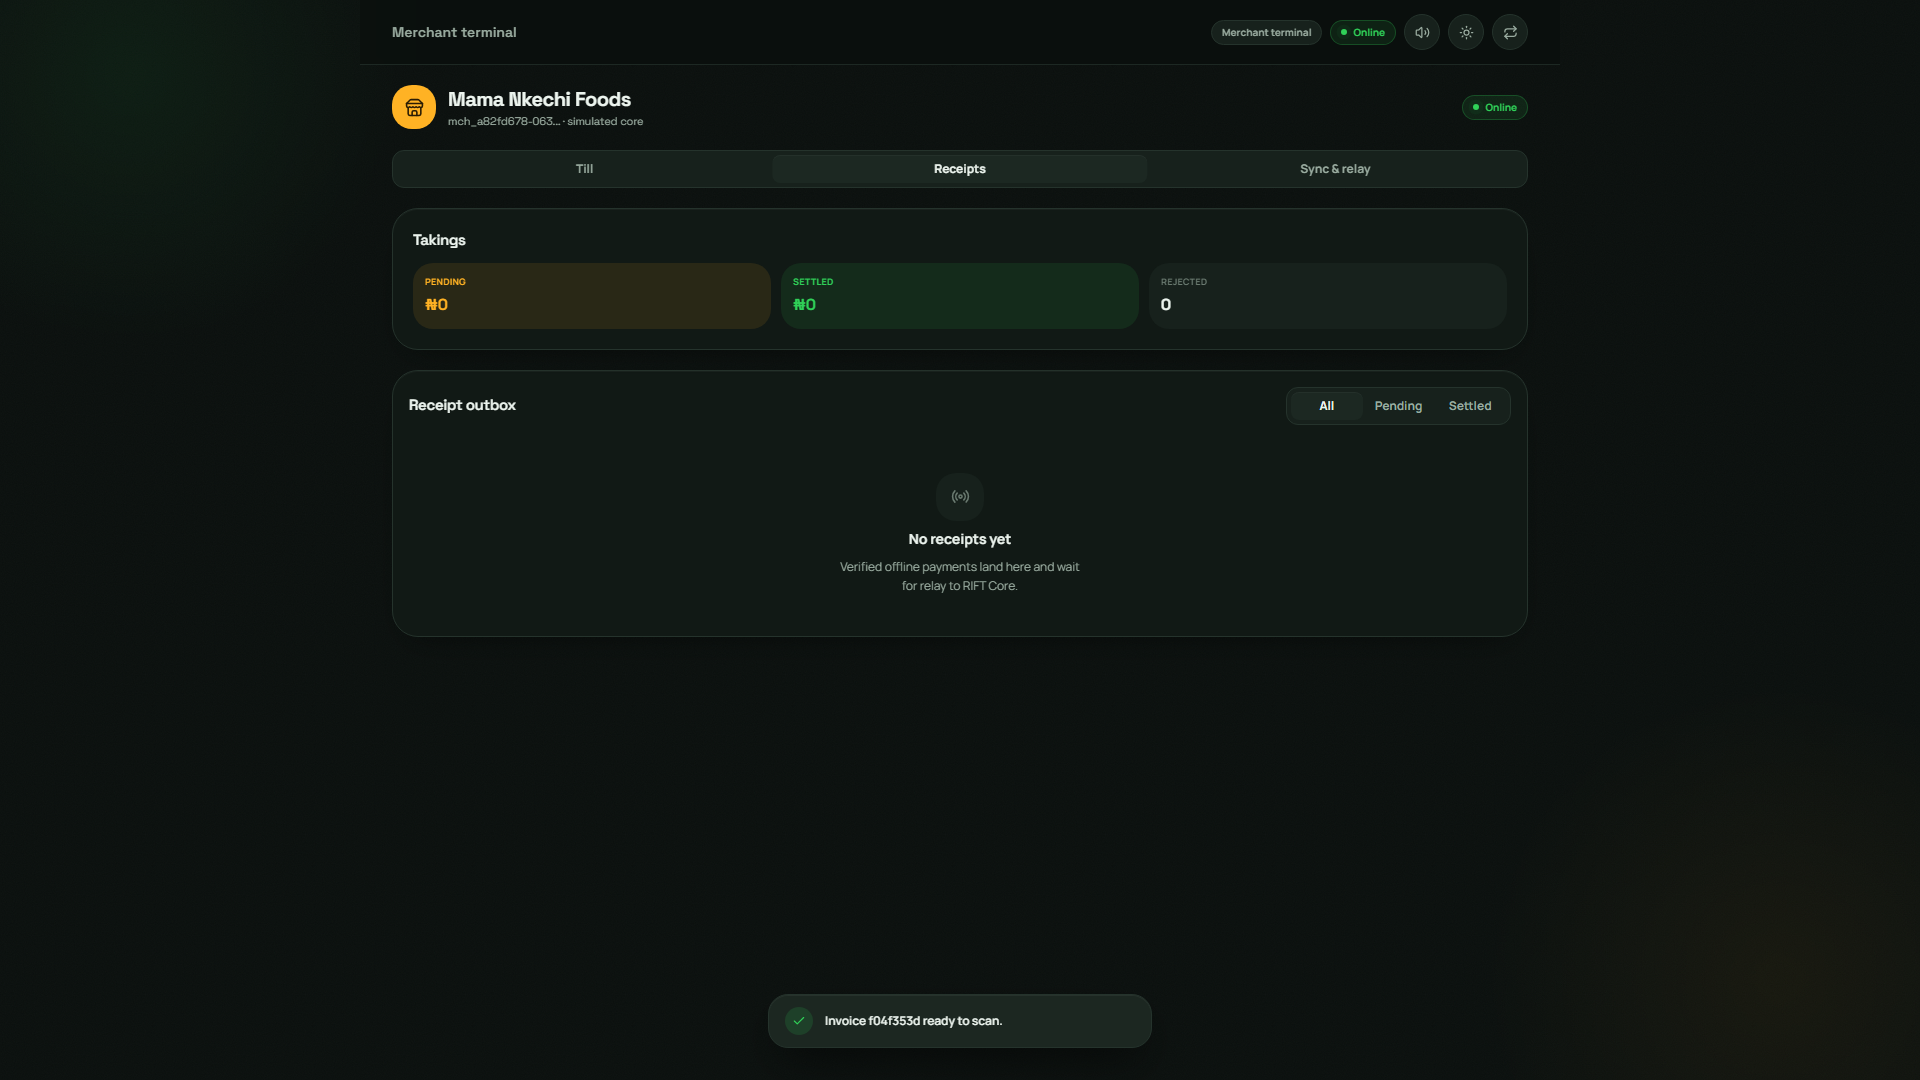 Merchant terminal
Merchant terminal
Online
Mama Nkechi Foods
mch_a82fd678-063... · simulated core
Online
Till
Receipts
Sync & relay
Takings
PENDING
₦0
SETTLED
₦0
REJECTED
0
Receipt outbox
All
Pending
Settled
No receipts yet
Verified offline payments land here and wait
for relay to RIFT Core.
Invoice f04f353d ready to scan.